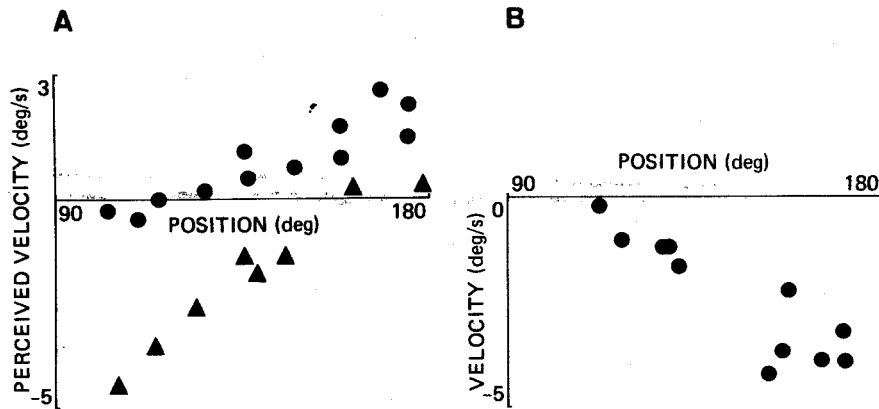 A
3
PERCEIVED VELOCITY (deg/s)
90
180
POSITION (deg)
-5
B
POSITION (deg)
90
180
0
VELOCITY (deg/s)
-5